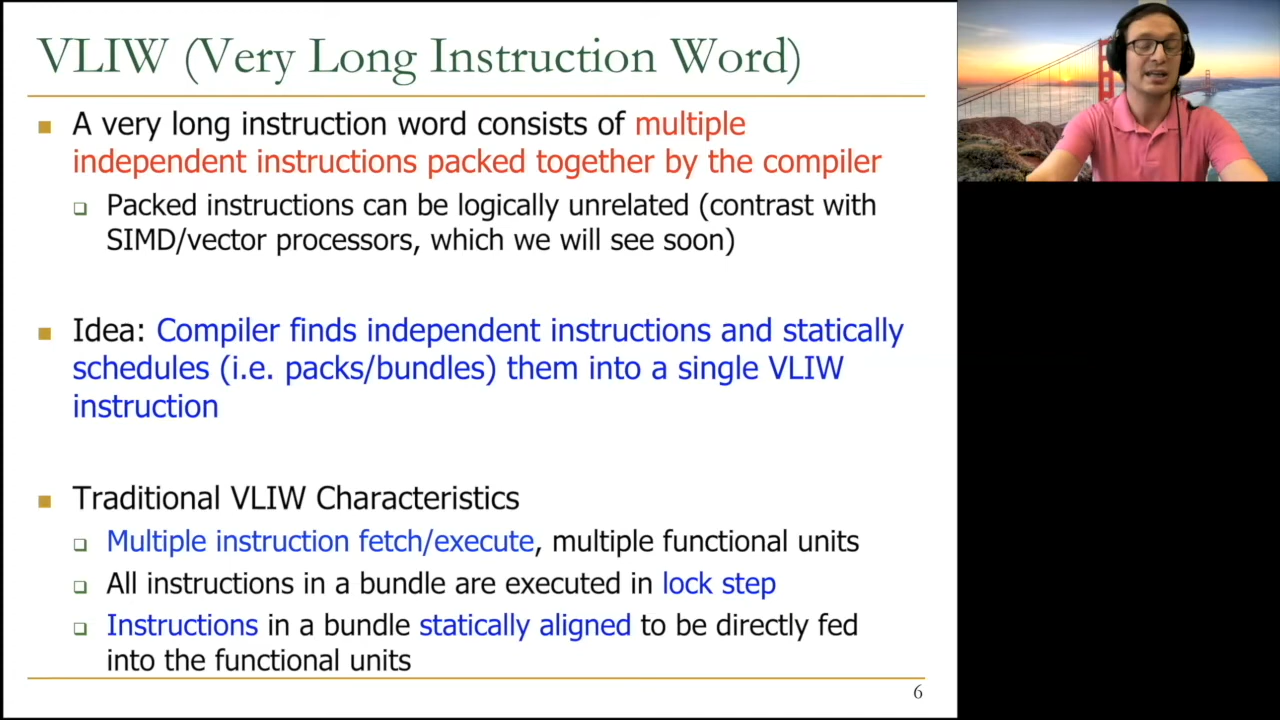 VLIW (Very Long Instruction Word)
A very long instruction word consists of multiple
independent instructions packed together by the compiler
Packed instructions can be logically unrelated (contrast with
SIMD/vector processors, which we will see soon)
Idea: Compiler finds independent instructions and statically
schedules (i.e. packs/bundles) them into a single VLIW
instruction
Traditional VLIW Characteristics
Multiple instruction fetch/execute, multiple functional units
All instructions in a bundle are executed in lock step
Instructions in a bundle statically aligned to be directly fed
into the functional units
6